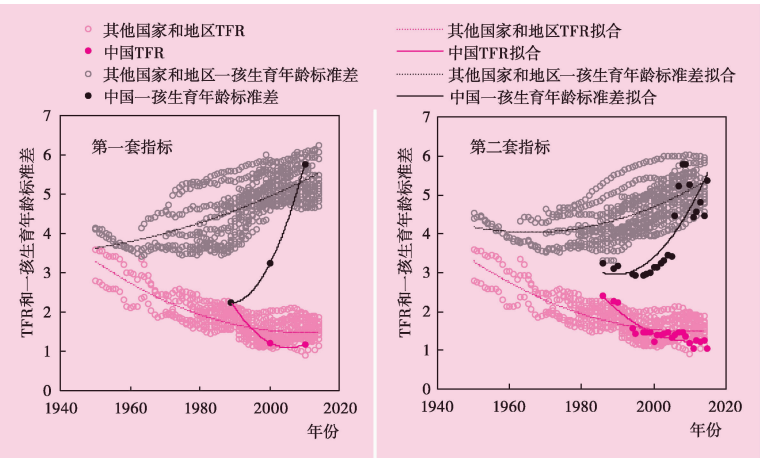 其他国家和地区TFR
中国TFR
其他国家和地区一孩生育年龄标准差
中国一孩生育年龄标准差
其他国家和地区TFR拟合
中国TFR拟合
其他国家和地区一孩生育年龄标准差拟合
中国一孩生育年龄标准差拟合
TFR和一孩生育年龄标准差
7
6
5
4
3
2
1
0
第一套指标
1940 1960 1980 2000 2020
年份
TFR和一孩生育年龄标准差
7
6
5
4
3
2
1
0
第二套指标
1940 1960 1980 2000 2020
年份